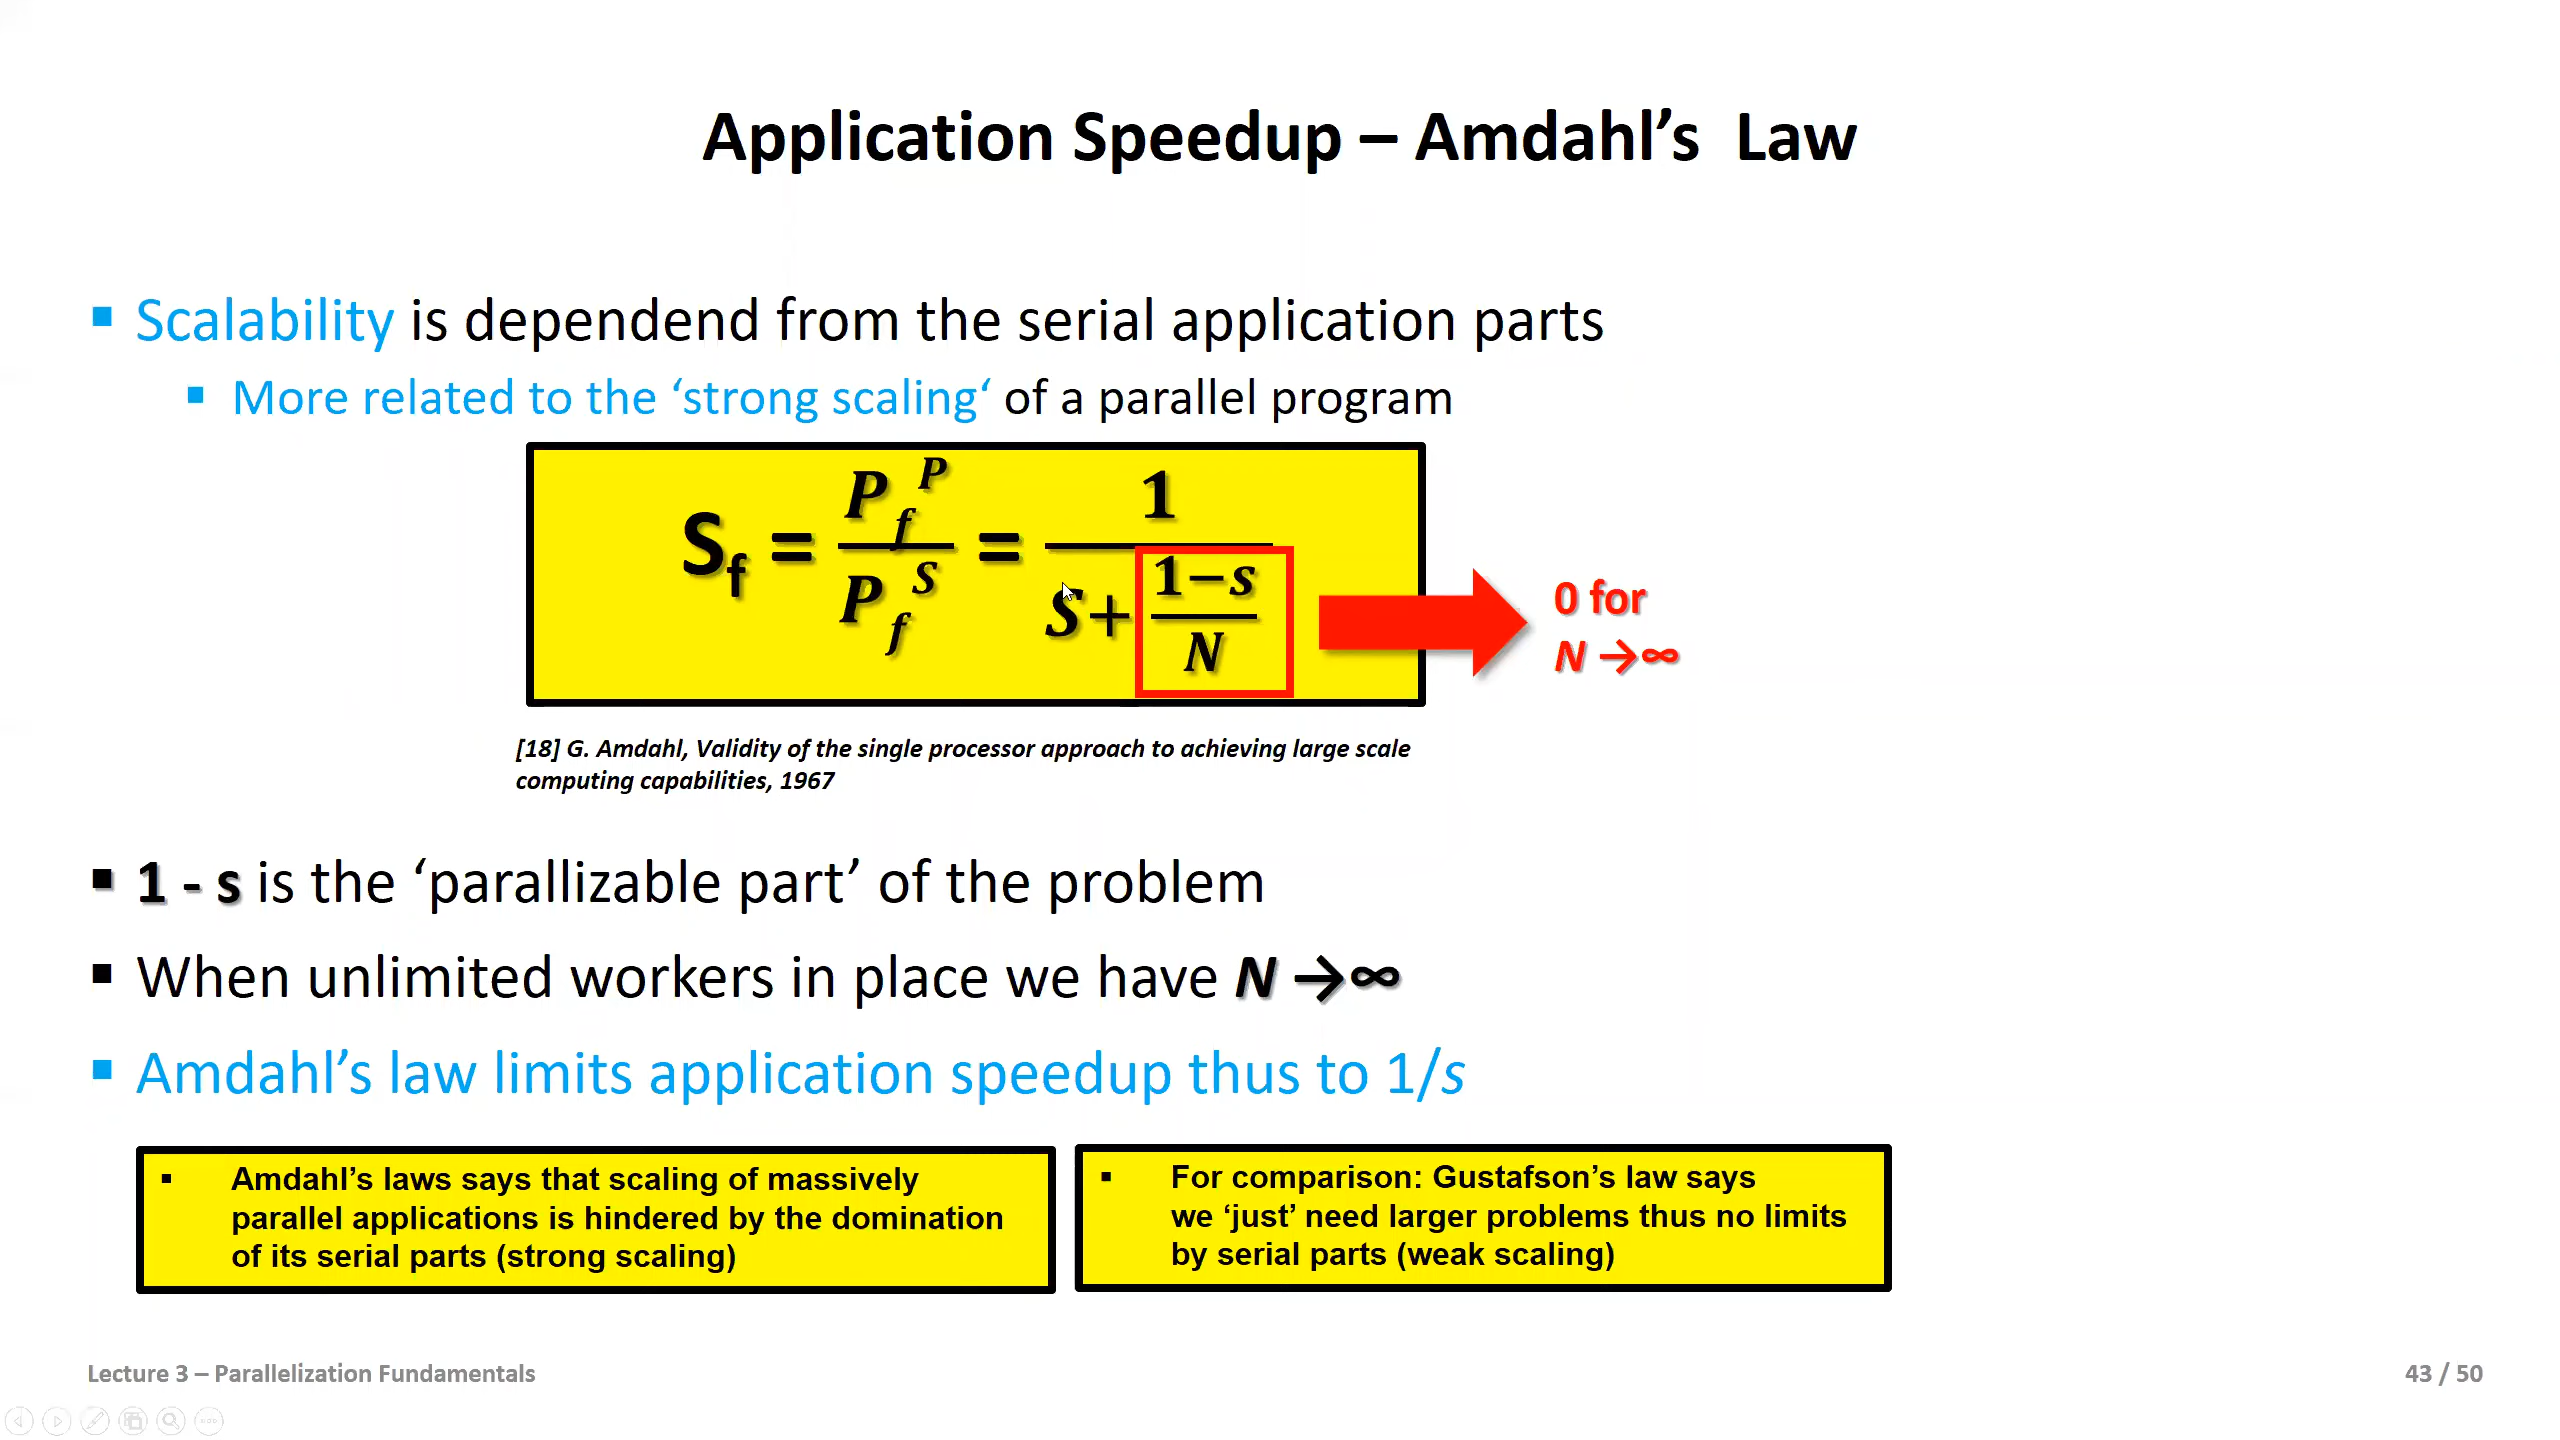 Application Speedup – Amdahl’s  Law
▪ Scalability is dependend from the serial application parts
▪ More related to the ‘strong scaling‘ of a parallel program
S_f = P_f^P / P_f^S = 1 / (s + (1−s)/N)
0 for
N →∞
[18] G. Amdahl, Validity of the single processor approach to achieving large scale
computing capabilities, 1967
▪ 1 - s is the ‘parallizable part’ of the problem
▪ When unlimited workers in place we have N →∞
▪ Amdahl’s law limits application speedup thus to 1/s
▪ Amdahl’s laws says that scaling of massively
parallel applications is hindered by the domination
of its serial parts (strong scaling)
▪ For comparison: Gustafson’s law says
we ‘just’ need larger problems thus no limits
by serial parts (weak scaling)
Lecture 3 – Parallelization Fundamentals
43 / 50